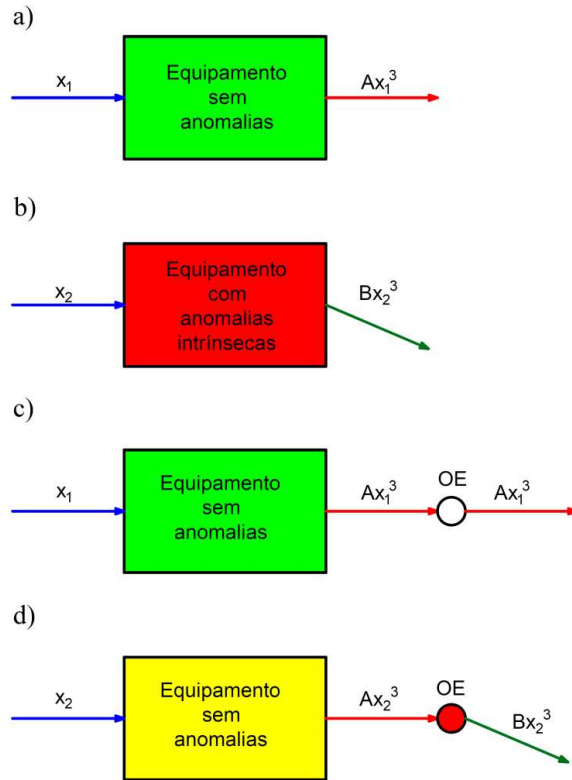 a)
x₁
Equipamento
sem
anomalias
Ax₁³
b)
x₂
Equipamento
com
anomalias
intrínsecas
Bx₂³
c)
x₁
Equipamento
sem
anomalias
Ax₁³
OE
Ax₁³
d)
x₂
Equipamento
sem
anomalias
Ax₂³
OE
Bx₂³